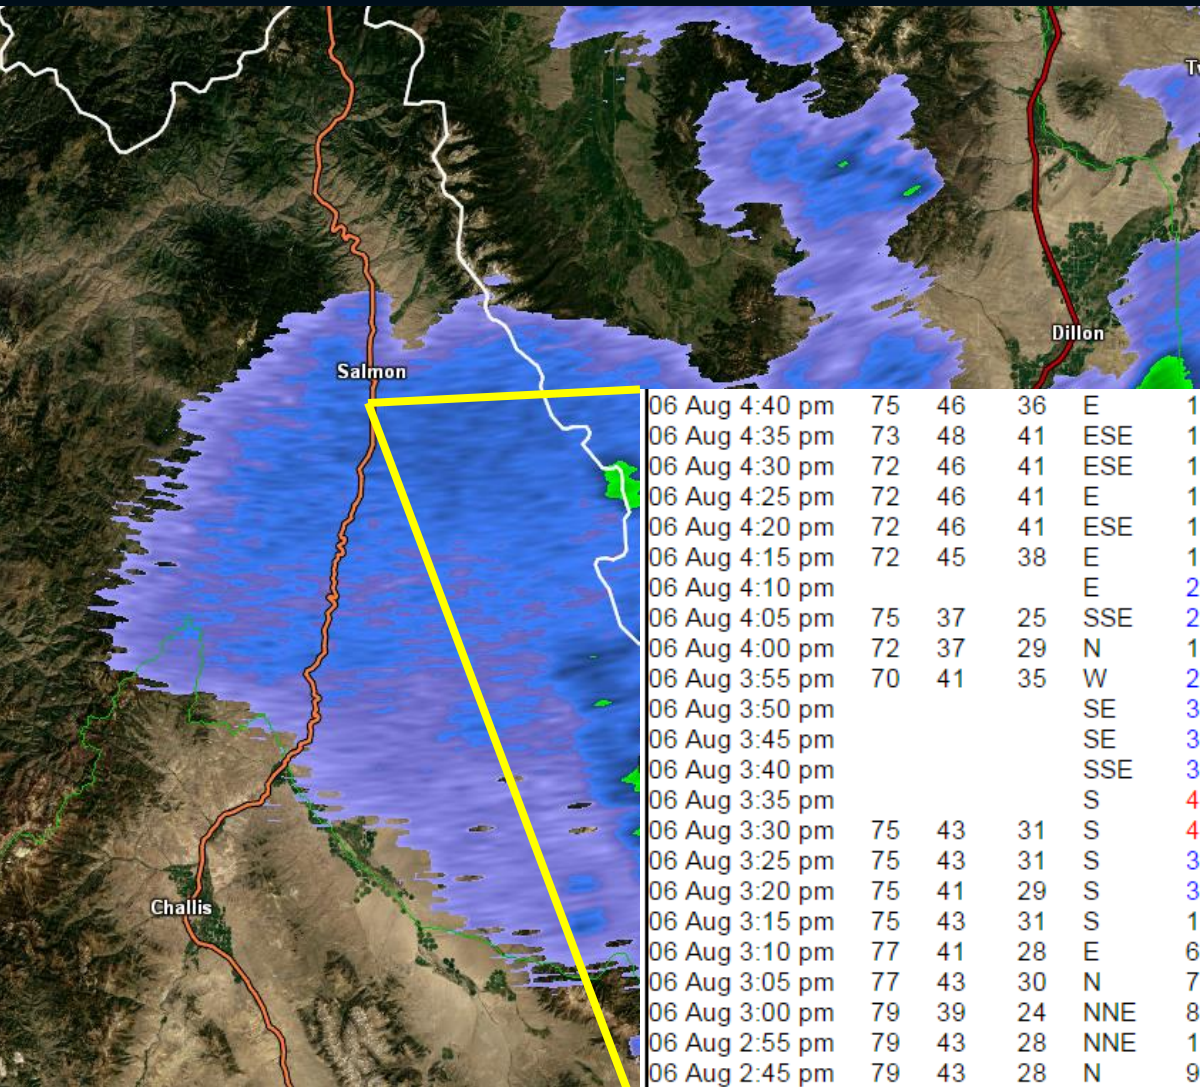 Tw
Dillon
Salmon
06 Aug 4:40 pm 75 46 36 E 1
06 Aug 4:35 pm 73 48 41 ESE 1
06 Aug 4:30 pm 72 46 41 ESE 1
06 Aug 4:25 pm 72 46 41 E 1
06 Aug 4:20 pm 72 46 41 ESE 1
06 Aug 4:15 pm 72 45 38 E 1
06 Aug 4:10 pm E 2
06 Aug 4:05 pm 75 37 25 SSE 2
06 Aug 4:00 pm 72 37 29 N 1
06 Aug 3:55 pm 70 41 35 W 2
06 Aug 3:50 pm SE 3
06 Aug 3:45 pm SE 3
06 Aug 3:40 pm SSE 3
06 Aug 3:35 pm S 4
06 Aug 3:30 pm 75 43 31 S 4
06 Aug 3:25 pm 75 43 31 S 3
06 Aug 3:20 pm 75 41 29 S 3
06 Aug 3:15 pm 75 43 31 S 1
Challis
06 Aug 3:10 pm 77 41 28 E 6
06 Aug 3:05 pm 77 43 30 N 7
06 Aug 3:00 pm 79 39 24 NNE 8
06 Aug 2:55 pm 79 43 28 NNE 1
06 Aug 2:45 pm 79 43 28 N 9